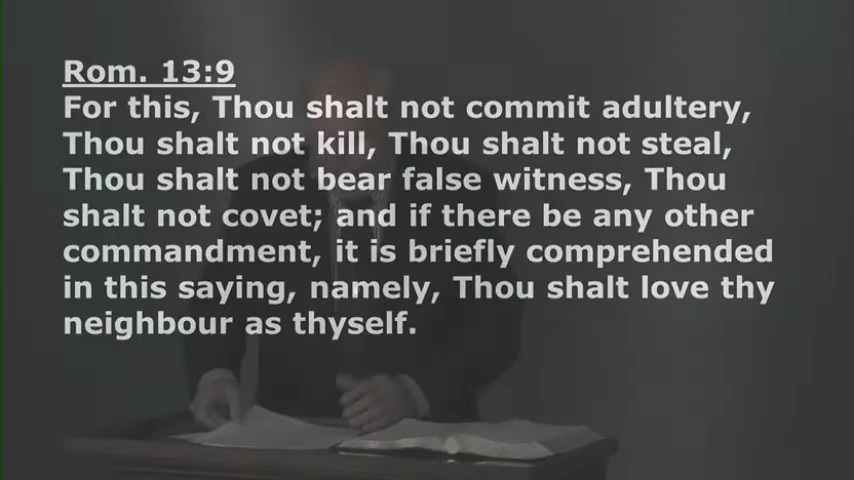 Rom. 13:9
For this, Thou shalt not commit adultery,
Thou shalt not kill, Thou shalt not steal,
Thou shalt not bear false witness, Thou
shalt not covet; and if there be any other
commandment, it is briefly comprehended
in this saying, namely, Thou shalt love thy
neighbour as thyself.